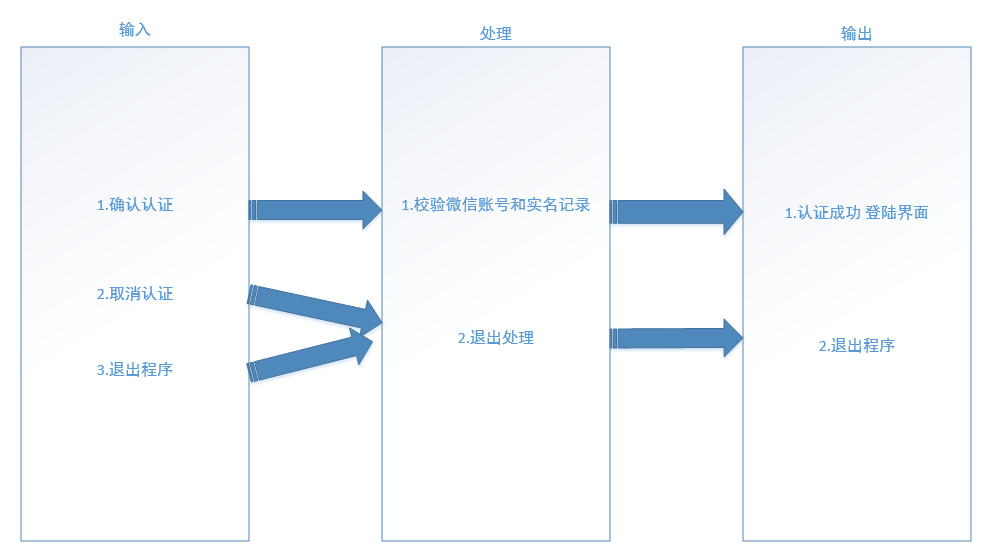 输入
处理
输出
1.确认认证
1.校验微信账号和实名记录
1.认证成功 登陆界面
2.取消认证
2.退出处理
2.退出程序
3.退出程序